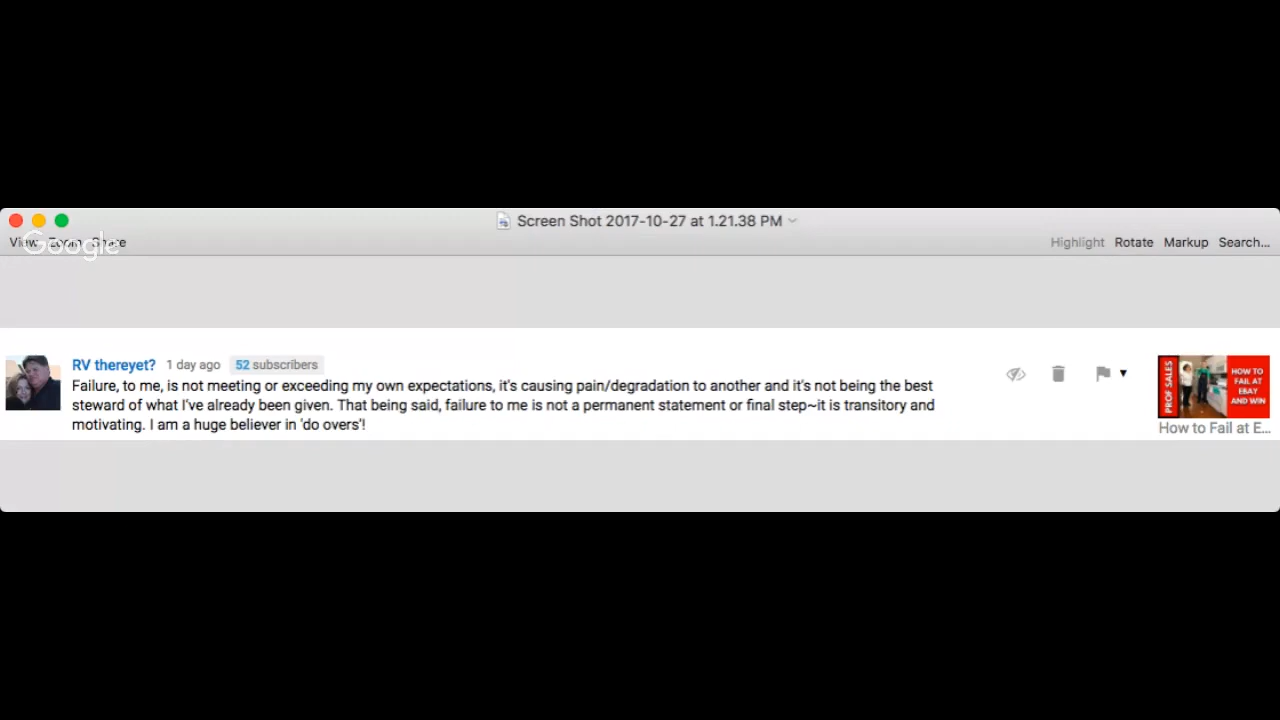 Screen Shot 2017-10-27 at 1.21.38 PM
View Zoom Share
Google
Highlight Rotate Markup Search...
RV thereyet? 1 day ago 52 subscribers
Failure, to me, is not meeting or exceeding my own expectations, it's causing pain/degradation to another and it's not being the best
steward of what I've already been given. That being said, failure to me is not a permanent statement or final step~it is transitory and
motivating. I am a huge believer in 'do overs'!
PROF SALES
HOW TO
FAIL AT
EBAY
AND WIN
How to Fail at E...